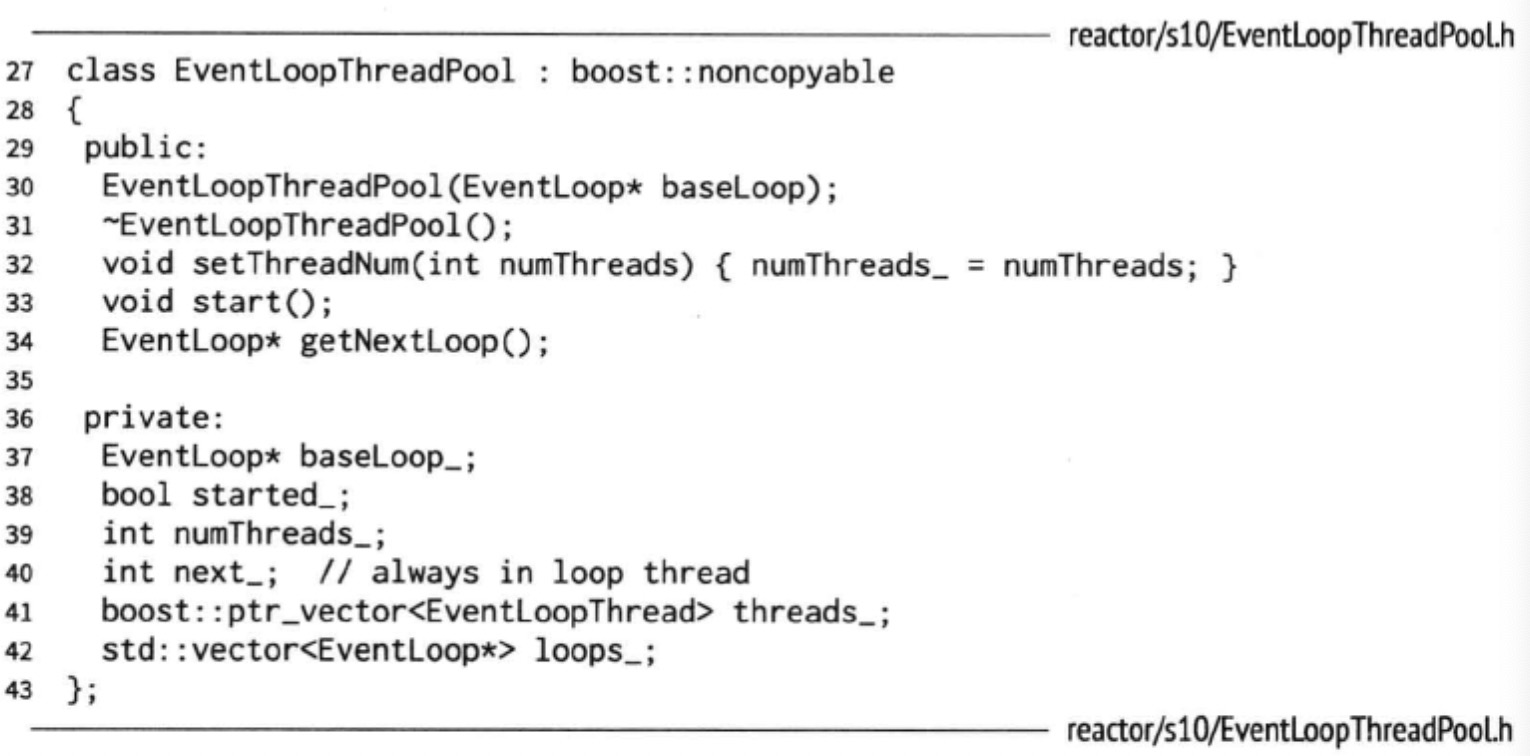 reactor/s10/EventLoopThreadPool.h
27 class EventLoopThreadPool : boost::noncopyable
28 {
29  public:
30   EventLoopThreadPool(EventLoop* baseLoop);
31   ~EventLoopThreadPool();
32   void setThreadNum(int numThreads) { numThreads_ = numThreads; }
33   void start();
34   EventLoop* getNextLoop();
35
36  private:
37   EventLoop* baseLoop_;
38   bool started_;
39   int numThreads_;
40   int next_;  // always in loop thread
41   boost::ptr_vector<EventLoopThread> threads_;
42   std::vector<EventLoop*> loops_;
43 };
reactor/s10/EventLoopThreadPool.h